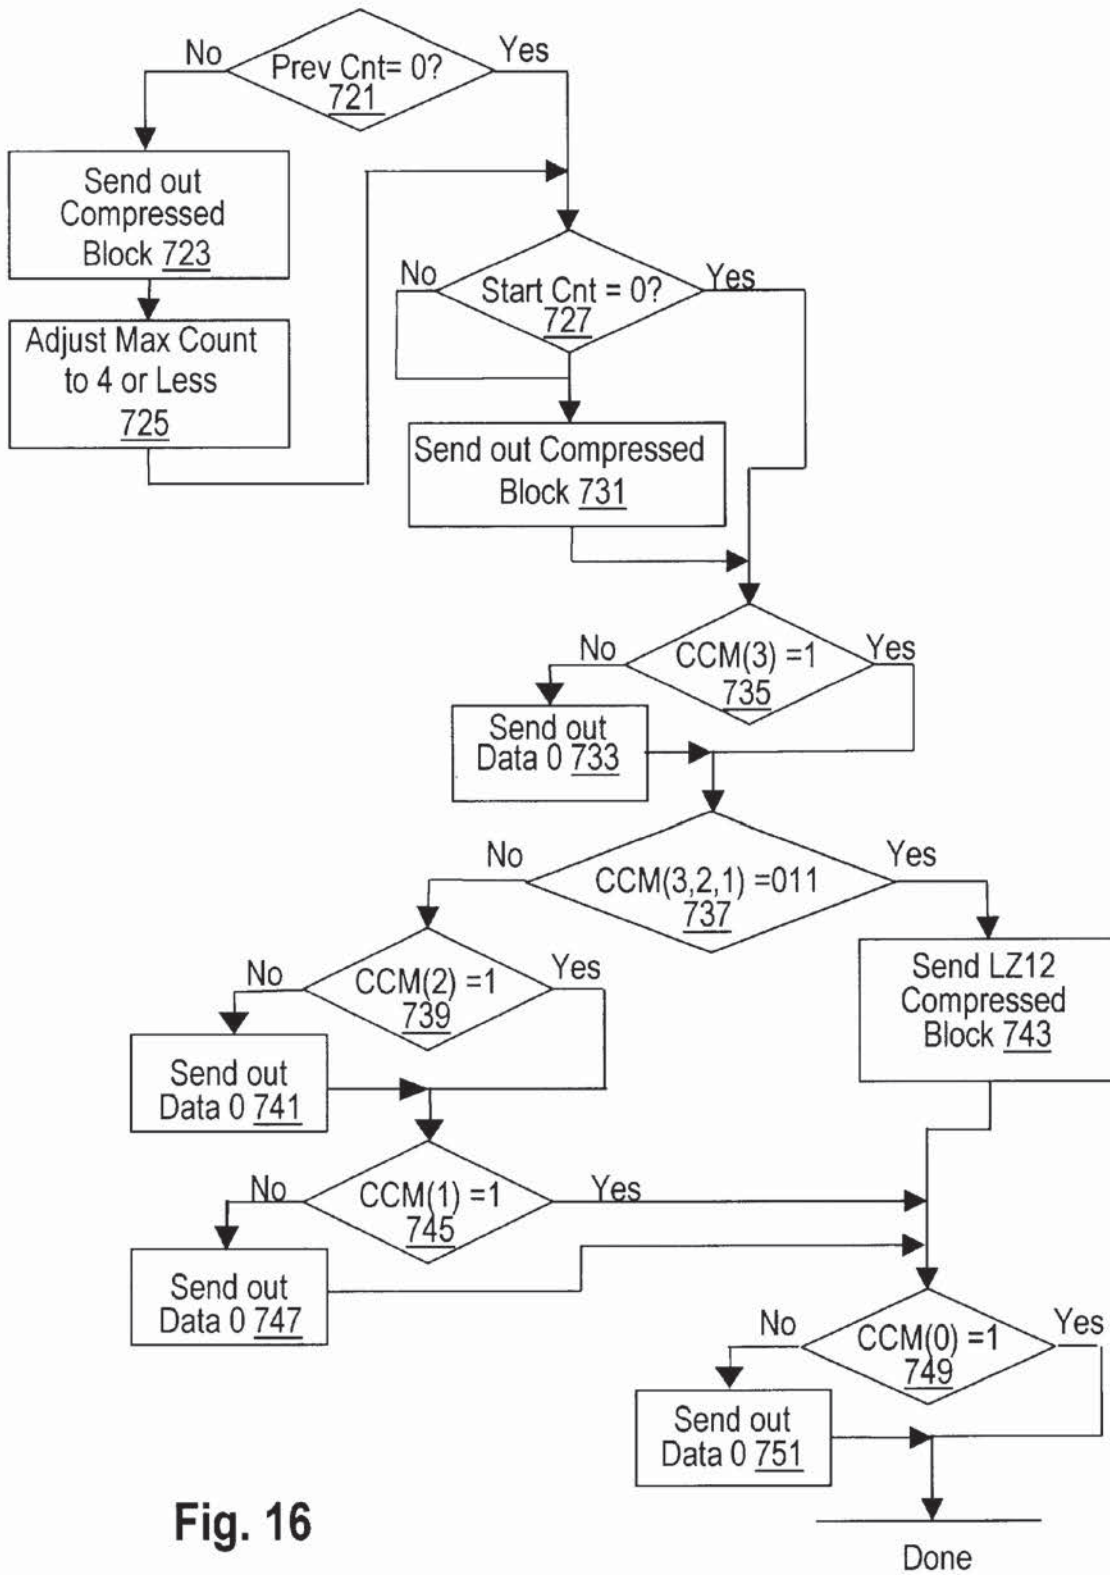 No
Yes
Prev Cnt= 0?
721
Send out
Compressed
Block 723
Adjust Max Count
to 4 or Less
725
No
Yes
Start Cnt = 0?
727
Send out Compressed
Block 731
No
Yes
CCM(3) =1
735
Send out
Data 0 733
No
Yes
CCM(3,2,1) =011
737
Send LZ12
Compressed
Block 743
No
Yes
CCM(2) =1
739
Send out
Data 0 741
No
Yes
CCM(1) =1
745
Send out
Data 0 747
No
Yes
CCM(0) =1
749
Send out
Data 0 751
Fig. 16
Done